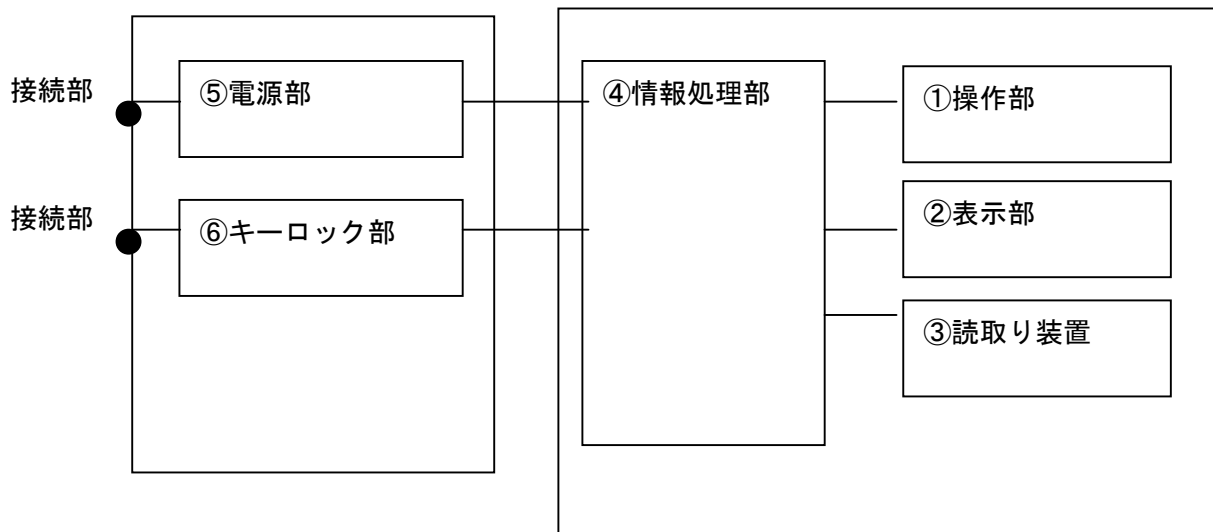 接続部
⑤電源部
④情報処理部
①操作部
接続部
⑥キーロック部
②表示部
③読取り装置